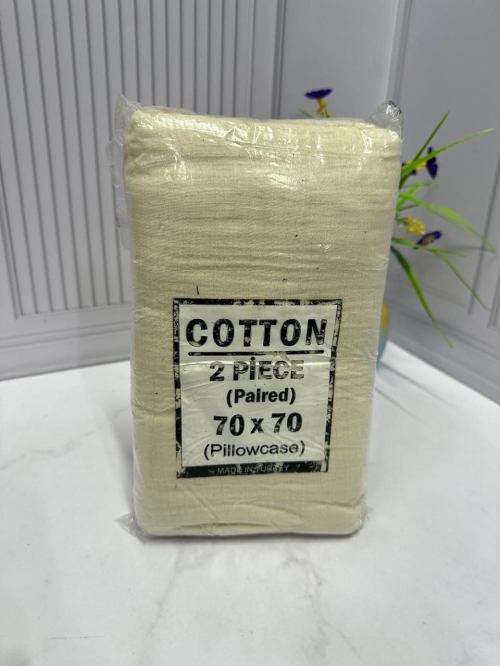 COTTON
2 PİECE
(Paired)
70 x 70
(Pillowcase)
MADE IN TURKEY